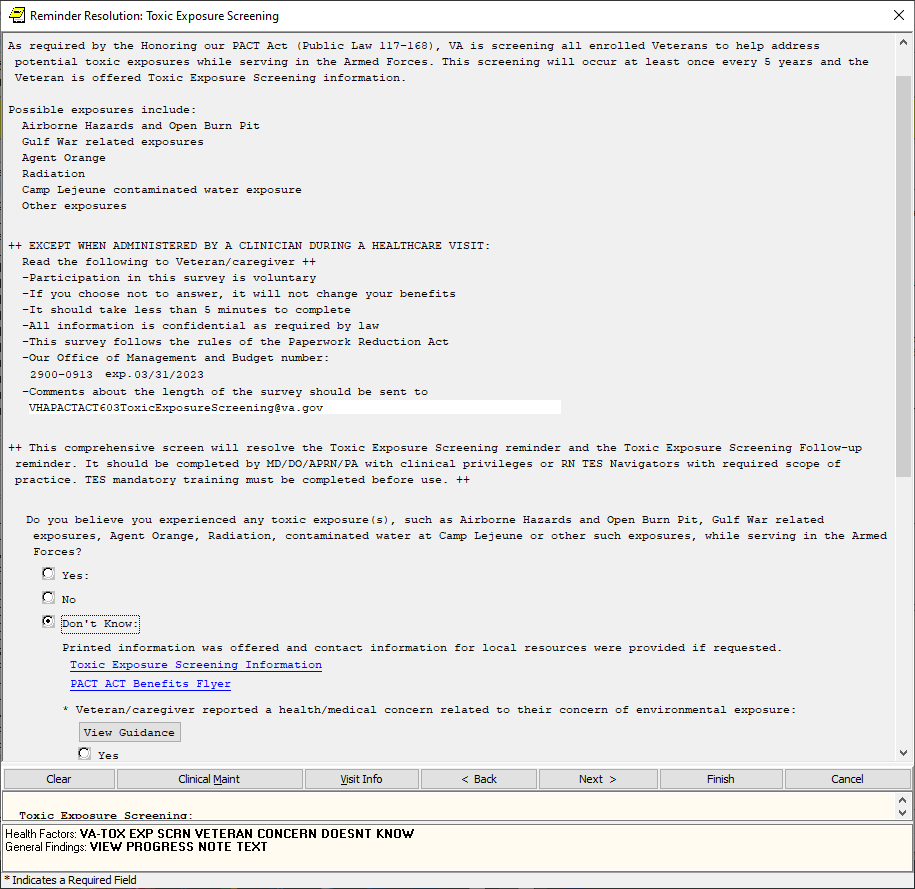 Reminder Resolution: Toxic Exposure Screening
As required by the Honoring our PACT Act (Public Law 117-168), VA is screening all enrolled Veterans to help address
potential toxic exposures while serving in the Armed Forces. This screening will occur at least once every 5 years and the
Veteran is offered Toxic Exposure Screening information.
Possible exposures include:
Airborne Hazards and Open Burn Pit
Gulf War related exposures
Agent Orange
Radiation
Camp Lejeune contaminated water exposure
Other exposures
++ EXCEPT WHEN ADMINISTERED BY A CLINICIAN DURING A HEALTHCARE VISIT:
Read the following to Veteran/caregiver ++
-Participation in this survey is voluntary
-If you choose not to answer, it will not change your benefits
-It should take less than 5 minutes to complete
-All information is confidential as required by law
-This survey follows the rules of the Paperwork Reduction Act
-Our Office of Management and Budget number:
2900-0913 exp.03/31/2023
-Comments about the length of the survey should be sent to
VHAPACTACT603ToxicExposureScreening@va.gov
++ This comprehensive screen will resolve the Toxic Exposure Screening reminder and the Toxic Exposure Screening Follow-up
reminder. It should be completed by MD/DO/APRN/PA with clinical privileges or RN TES Navigators with required scope of
practice. TES mandatory training must be completed before use. ++
Do you believe you experienced any toxic exposure(s), such as Airborne Hazards and Open Burn Pit, Gulf War related
exposures, Agent Orange, Radiation, contaminated water at Camp Lejeune or other such exposures, while serving in the Armed
Forces?
Yes:
No
Don't Know:
Printed information was offered and contact information for local resources were provided if requested.
Toxic Exposure Screening Information
PACT ACT Benefits Flyer
* Veteran/caregiver reported a health/medical concern related to their concern of environmental exposure:
View Guidance
Yes
Clear Clinical Maint Visit Info < Back Next > Finish Cancel
Toxic Exposure Screening:
Health Factors: VA-TOX EXP SCRN VETERAN CONCERN DOESNT KNOW
General Findings: VIEW PROGRESS NOTE TEXT
* Indicates a Required Field